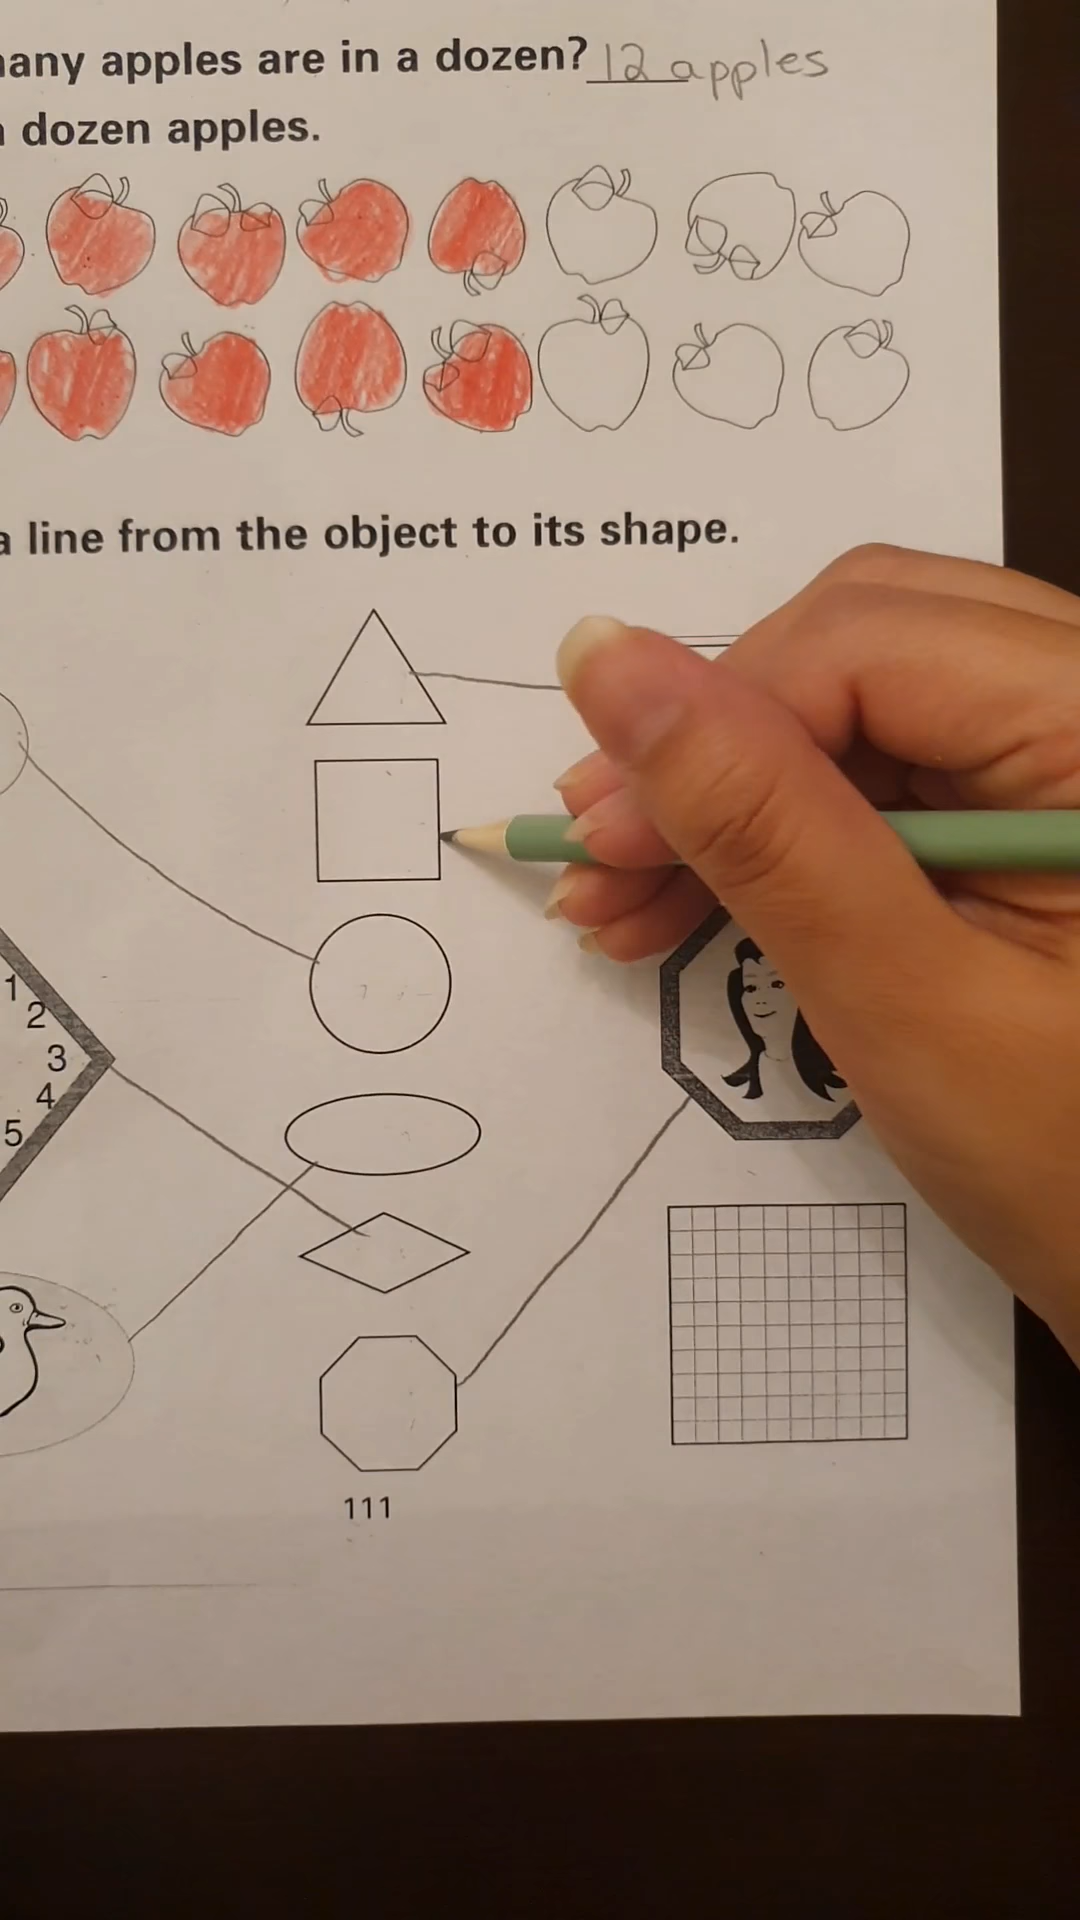 any apples are in a dozen? 12 apples
dozen apples.
a line from the object to its shape.
1
2
3
4
5
111